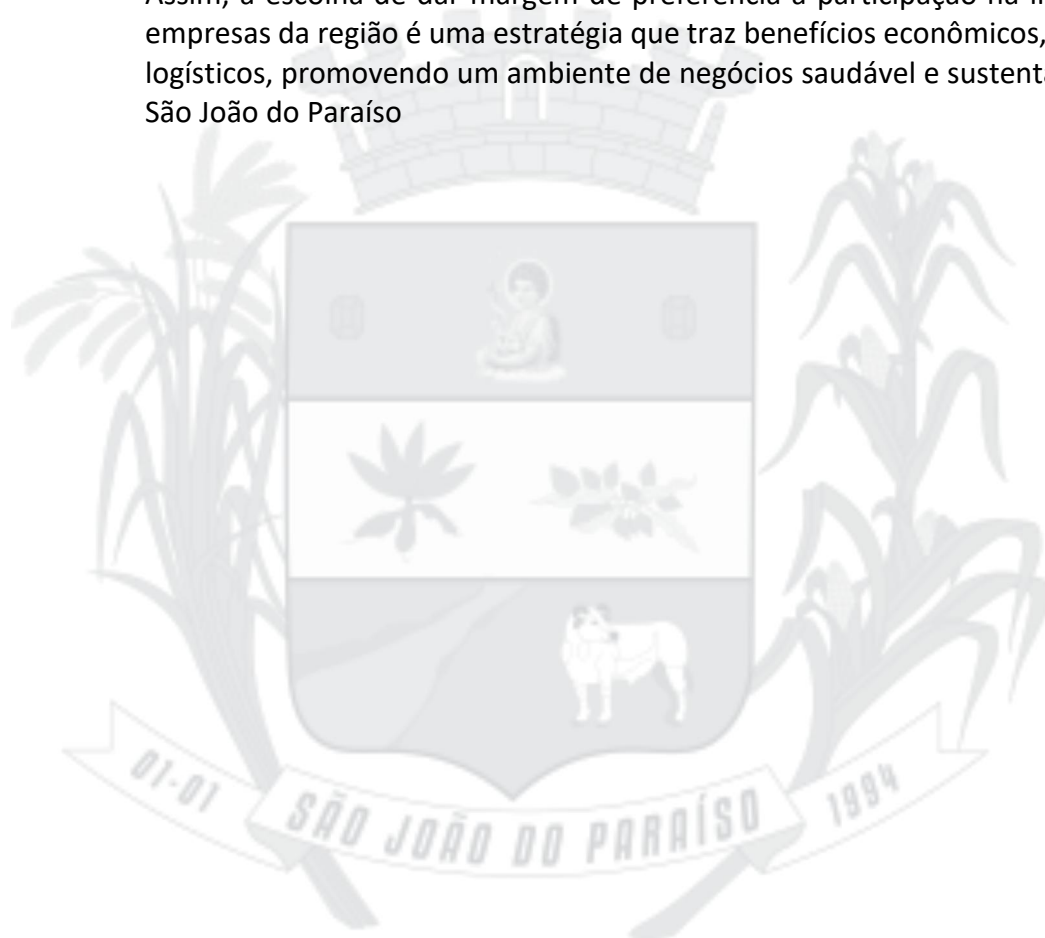 Assim, a escolha de dar margem de preferência à participação na
empresas da região é uma estratégia que traz benefícios econômicos,
logísticos, promovendo um ambiente de negócios saudável e
São João do Paraíso
01-01 SÃO JOÃO DO PARAÍSO 1994